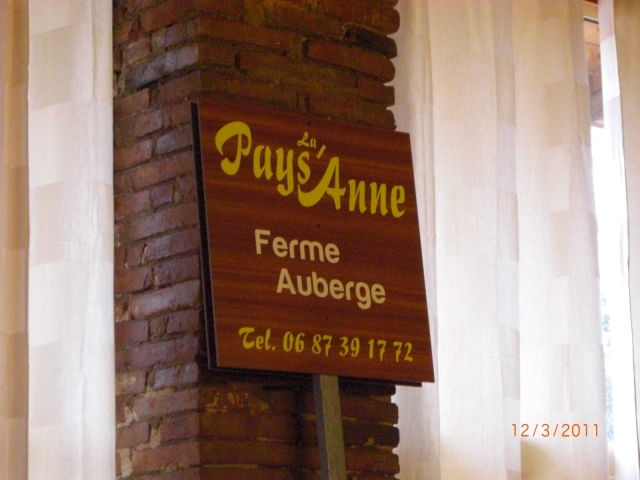 La
Pays'Anne
Ferme
Auberge
Tel. 06 87 39 17 72
12/3/2011